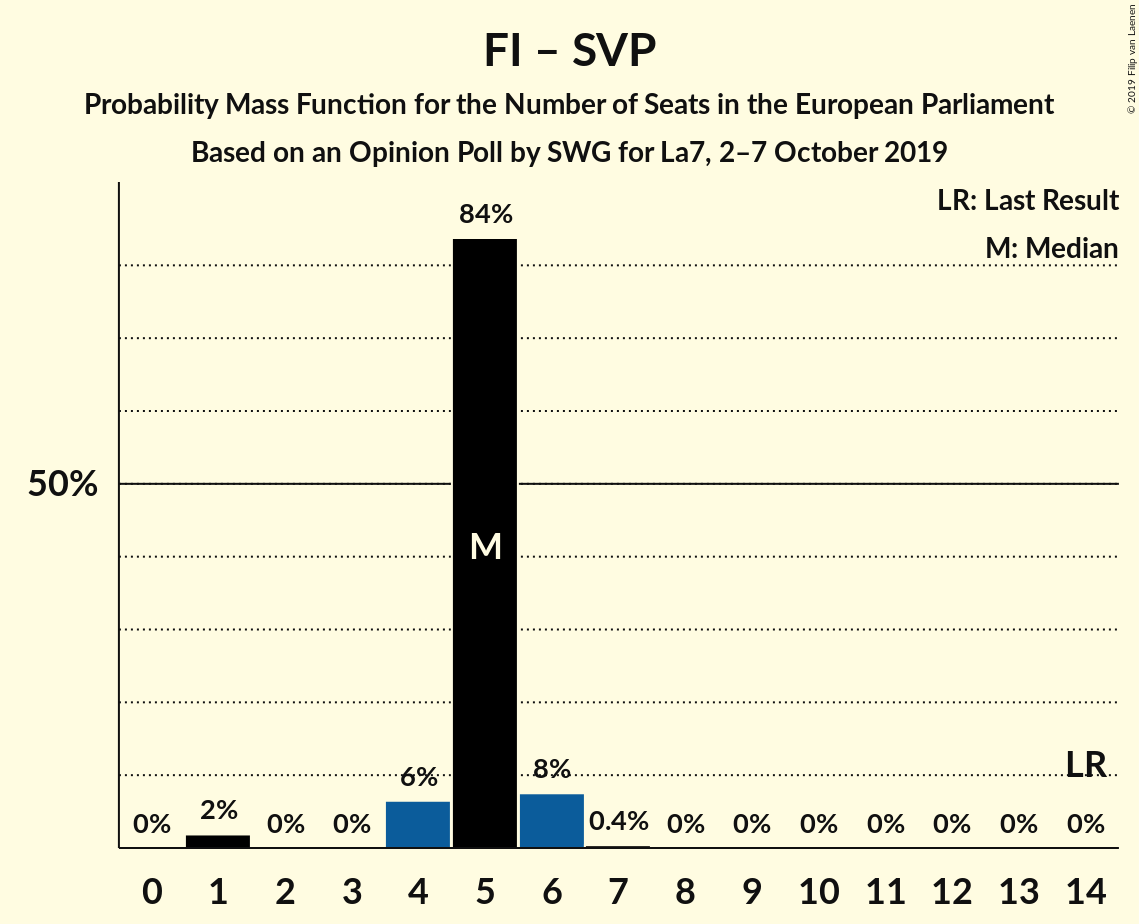 FI – SVP
Probability Mass Function for the Number of Seats in the European Parliament
Based on an Opinion Poll by SWG for La7, 2–7 October 2019
© 2019 Filip van Laenen
LR: Last Result
M: Median
84%
50%
M
LR
0% 2% 0% 0% 6% 8% 0.4% 0% 0% 0% 0% 0% 0% 0%
0 1 2 3 4 5 6 7 8 9 10 11 12 13 14